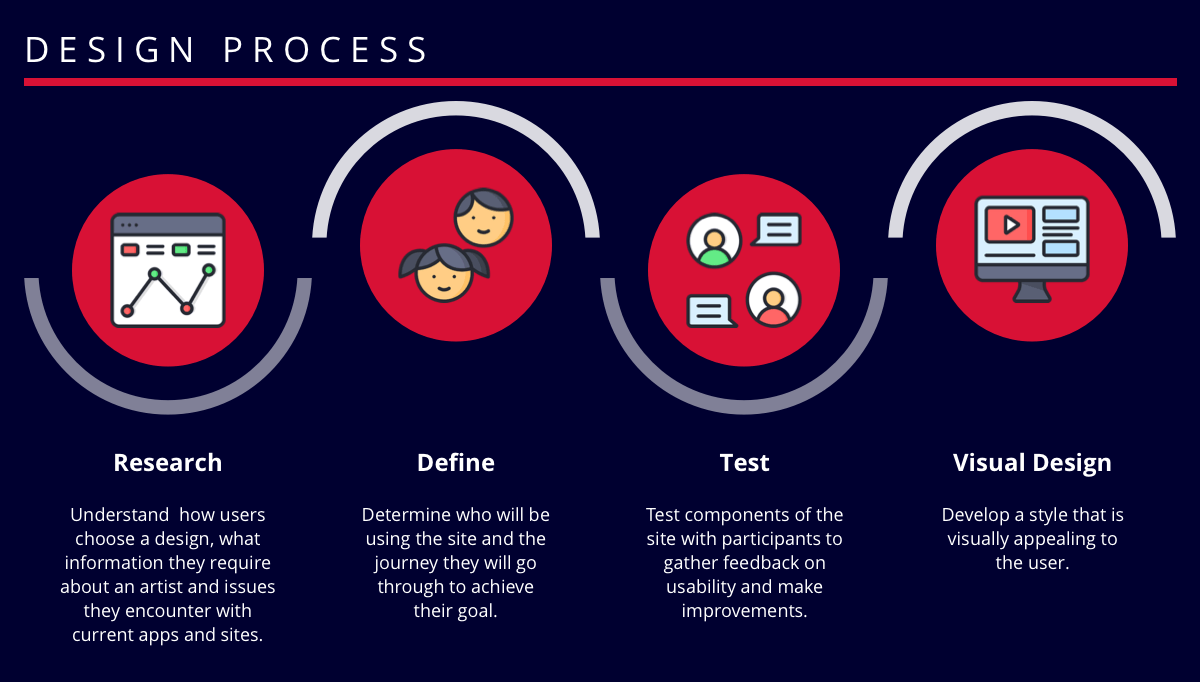 DESIGN PROCESS
Research
Understand  how users
choose a design, what
information they require
about an artist and issues
they encounter with
current apps and sites.
Define
Determine who will be
using the site and the
journey they will go
through to achieve
their goal.
Test
Test components of the
site with participants to
gather feedback on
usability and make
improvements.
Visual Design
Develop a style that is
visually appealing to
the user.